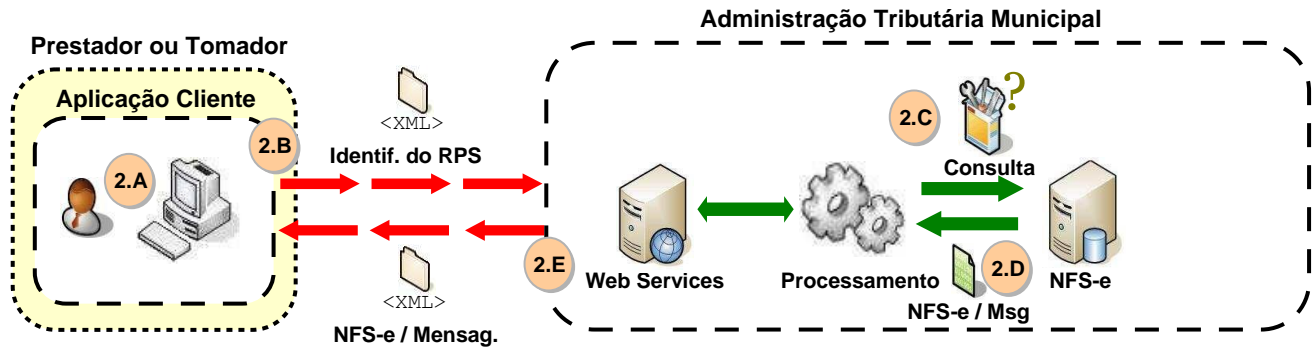 Administração Tributária Municipal
Prestador ou Tomador
Aplicação Cliente
<XML>
2.A
2.B
Identif. do RPS
2.C
?
Consulta
2.E
Web Services
Processamento
2.D
NFS-e
<XML>
NFS-e / Msg
NFS-e / Mensag.